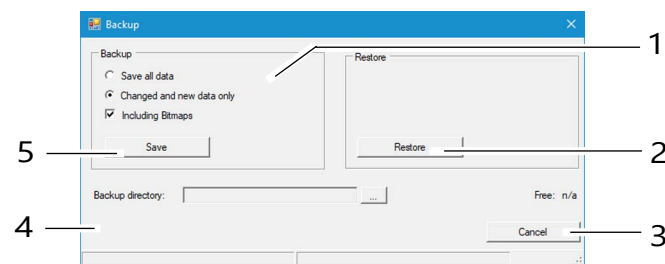 Backup
1
Backup
Restore
Save all data
Changed and new data only
Including Bitmaps
5
Save
Restore
2
Backup directory:
...
Free: n/a
4
Cancel
3